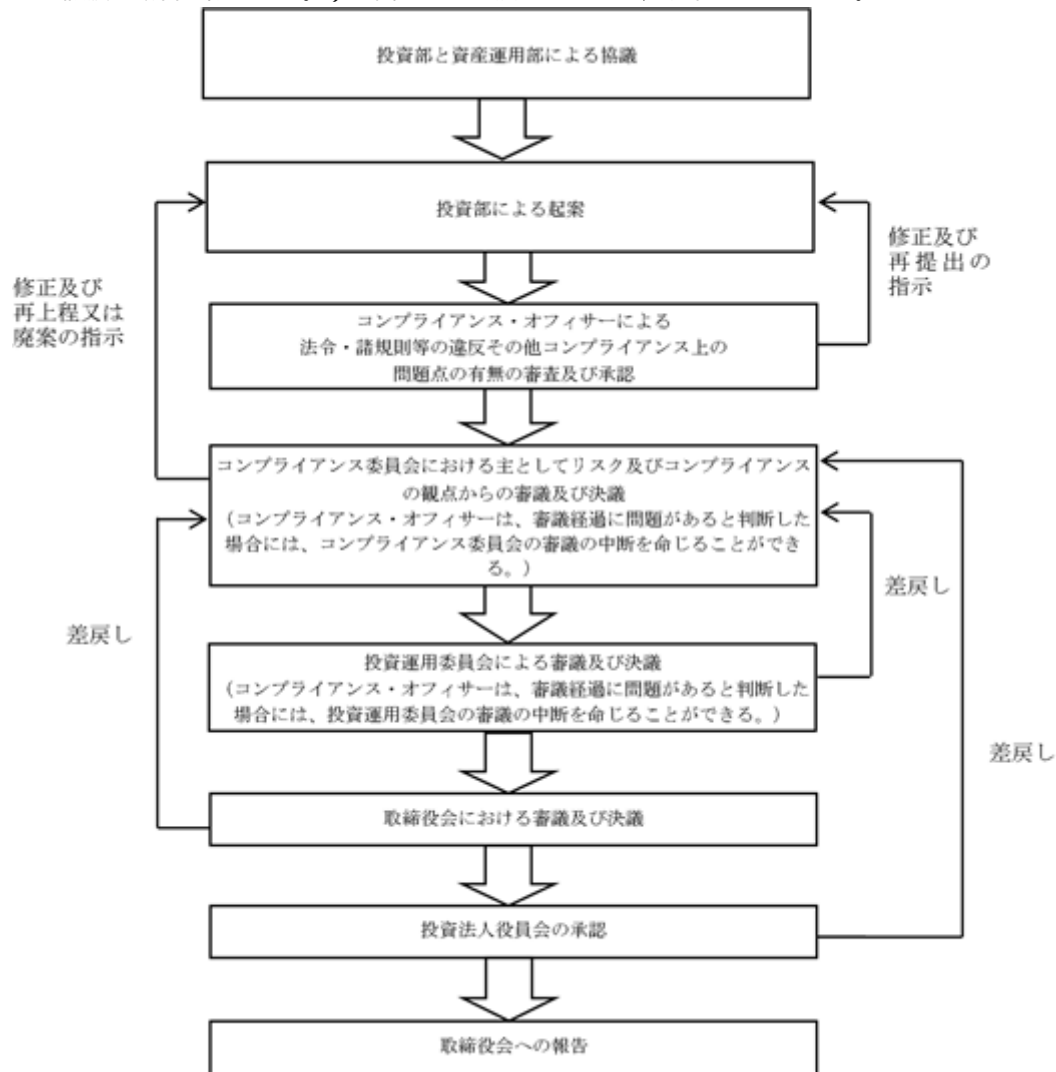 投資部と資産運用部による協議
投資部による起案
修正及び
再提出の
指示
修正及び
再上程又は
廃案の指示
コンプライアンス・オフィサーによる
法令・諸規則等の違反その他コンプライアンス上の
問題点の有無の審査及び承認
コンプライアンス委員会における主としてリスク及びコンプライアンス
の観点からの審議及び決議
（コンプライアンス・オフィサーは、審議経過に問題があると判断した
場合には、コンプライアンス委員会の審議の中断を命じることができ
る。）
差戻し
差戻し
投資運用委員会による審議及び決議
（コンプライアンス・オフィサーは、審議経過に問題があると判断した
場合には、投資運用委員会の審議の中断を命じることができる。）
差戻し
取締役会における審議及び決議
投資法人役員会の承認
取締役会への報告